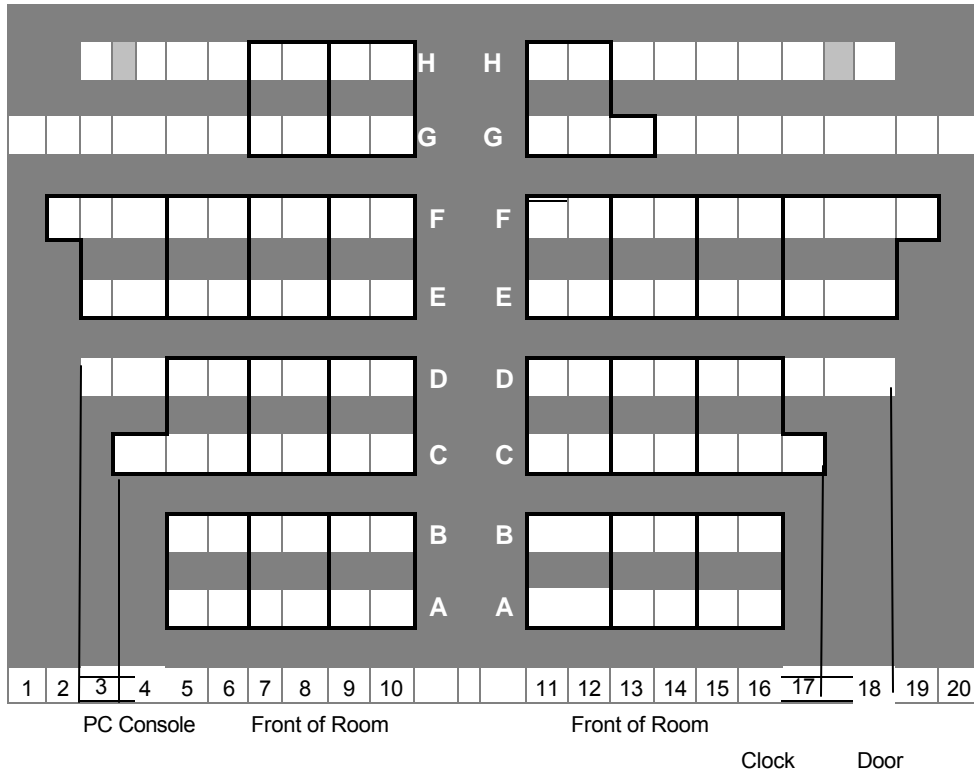 H H
G G
F F
E E
D D
C C
B B
A A
1 2 3 4 5 6 7 8 9 10 11 12 13 14 15 16 17 18 19 20
PC Console Front of Room Front of Room
Clock Door